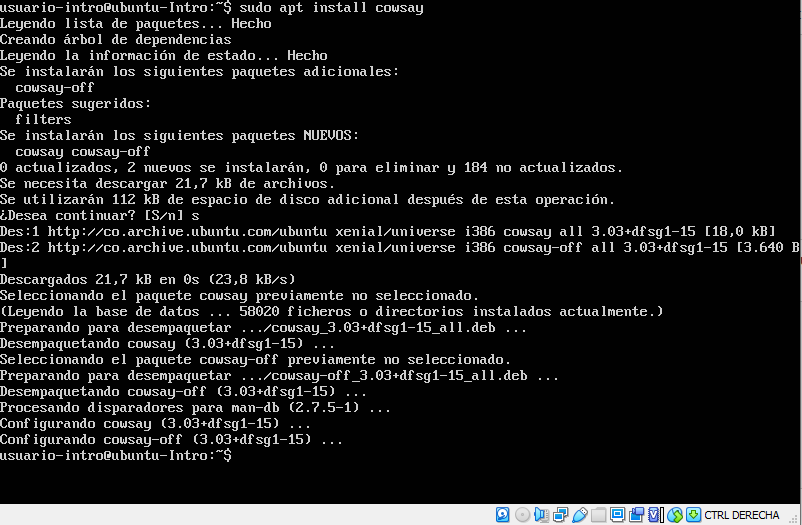 usuario-intro@ubuntu-Intro:~$ sudo apt install cowsay
Leyendo lista de paquetes... Hecho
Creando árbol de dependencias
Leyendo la información de estado... Hecho
Se instalarán los siguientes paquetes adicionales:
  cowsay-off
Paquetes sugeridos:
  filters
Se instalarán los siguientes paquetes NUEVOS:
  cowsay cowsay-off
0 actualizados, 2 nuevos se instalarán, 0 para eliminar y 184 no actualizados.
Se necesita descargar 21,7 kB de archivos.
Se utilizarán 112 kB de espacio de disco adicional después de esta operación.
¿Desea continuar? [S/n] s
Des:1 http://co.archive.ubuntu.com/ubuntu xenial/universe i386 cowsay all 3.03+dfsg1-15 [18,0 kB]
Des:2 http://co.archive.ubuntu.com/ubuntu xenial/universe i386 cowsay-off all 3.03+dfsg1-15 [3.640 B
]
Descargados 21,7 kB en 0s (23,8 kB/s)
Seleccionando el paquete cowsay previamente no seleccionado.
(Leyendo la base de datos ... 58020 ficheros o directorios instalados actualmente.)
Preparando para desempaquetar .../cowsay_3.03+dfsg1-15_all.deb ...
Desempaquetando cowsay (3.03+dfsg1-15) ...
Seleccionando el paquete cowsay-off previamente no seleccionado.
Preparando para desempaquetar .../cowsay-off_3.03+dfsg1-15_all.deb ...
Desempaquetando cowsay-off (3.03+dfsg1-15) ...
Procesando disparadores para man-db (2.7.5-1) ...
Configurando cowsay (3.03+dfsg1-15) ...
Configurando cowsay-off (3.03+dfsg1-15) ...
usuario-intro@ubuntu-Intro:~$
CTRL DERECHA